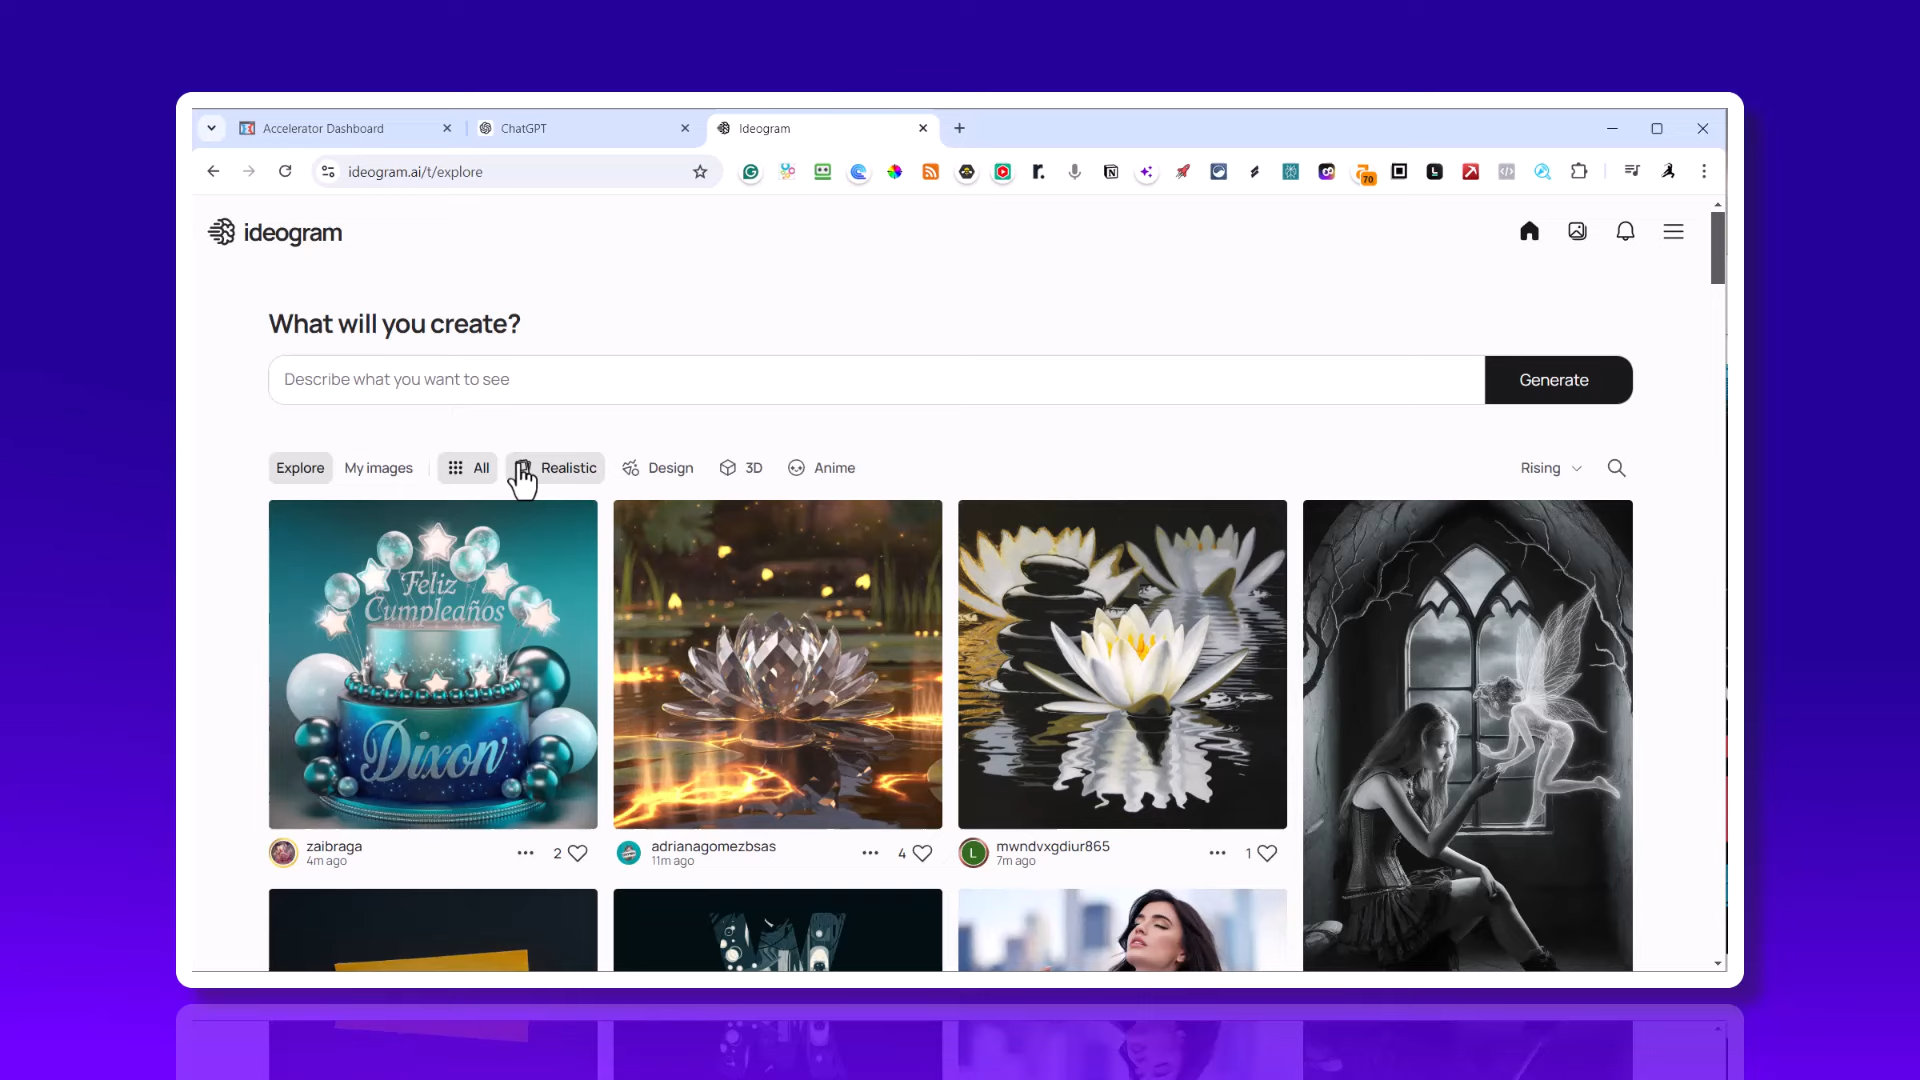 Accelerator Dashboard
ChatGPT
Ideogram
ideogram.ai/t/explore
70
ideogram
What will you create?
Describe what you want to see
Generate
Explore
My images
All
Realistic
Design
3D
Anime
Rising
Feliz
Cumpleaños
Dixon
zaibraga
4m ago
2
adrianagomezbsas
11m ago
4
L
mwndvxgdiur865
7m ago
1